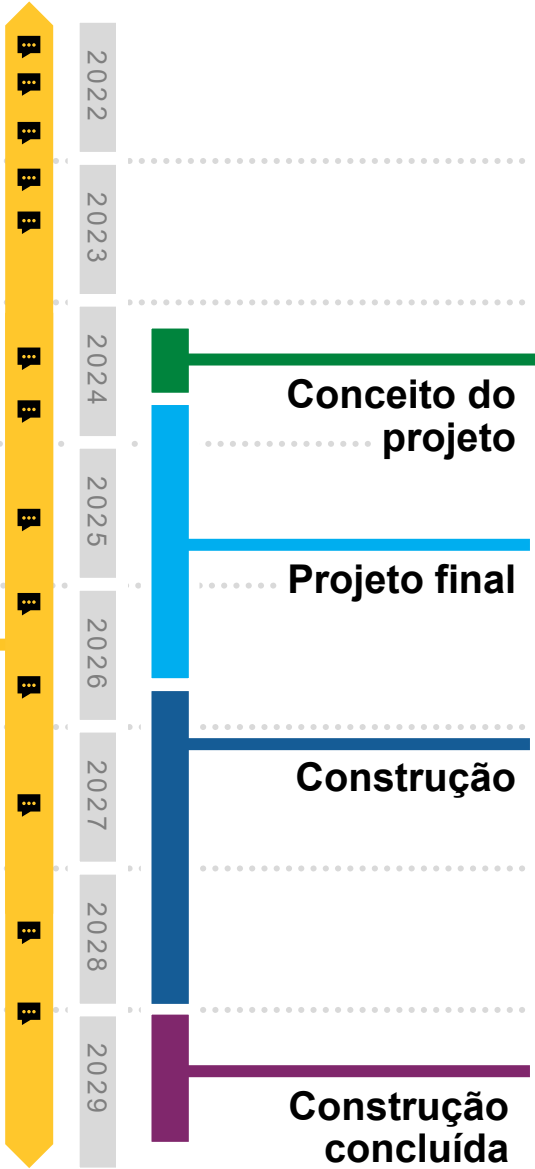 2022
2023
2024
Conceito do
projeto
2025
Projeto final
2026
Construção
2027
2028
2029
Construção
concluída